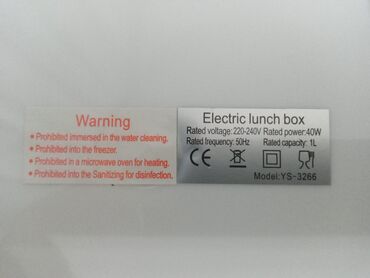 Warning
• Prohibited immersed in the water cleaning.
• Prohibited into the freezer.
• Prohibited in a microwave oven for heating.
• Prohibited into the Sanitizing for disinfection.
Electric lunch box
Rated voltage: 220-240V Rated power: 40W
Rated frequency: 50Hz Rated capacity: 1L
CE
Model: YS-3266